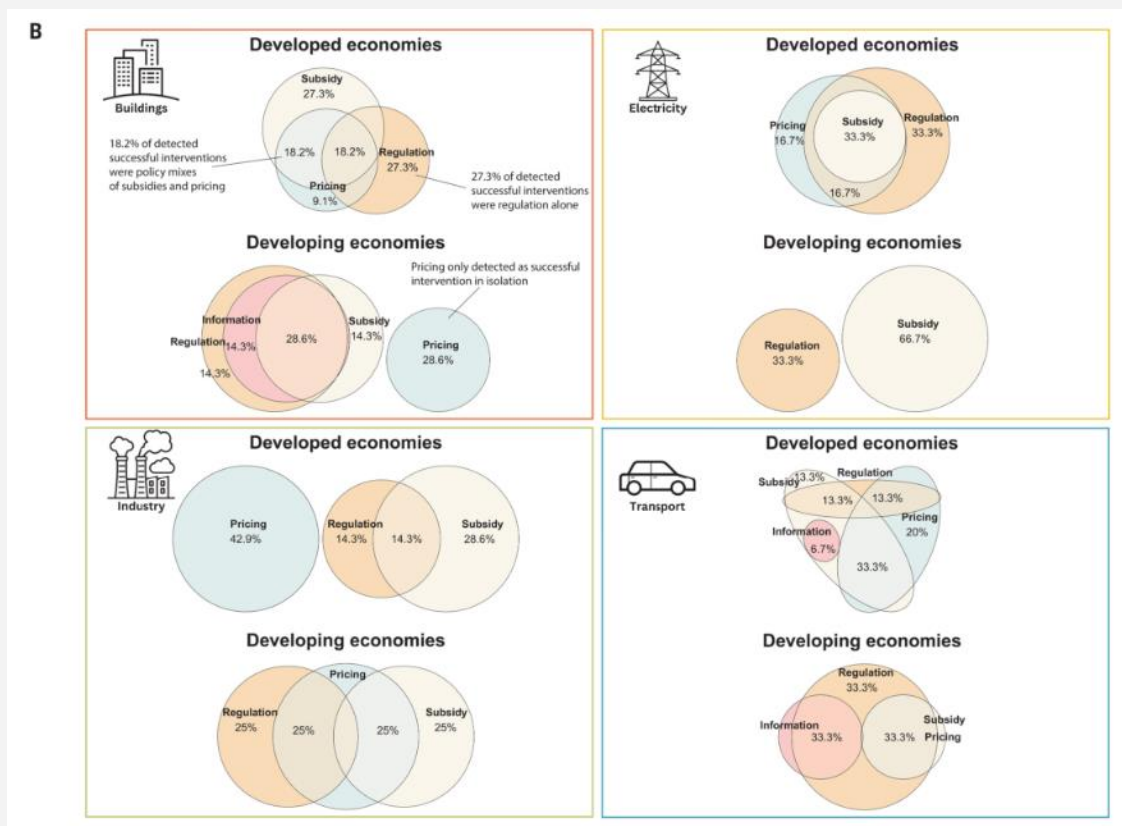 B
Developed economies
Buildings
Subsidy
27.3%
18.2% of detected
successful interventions
were policy mixes
of subsidies and pricing
18.2%
18.2%
Regulation
27.3%
Pricing
9.1%
27.3% of detected
successful interventions
were regulation alone
Developing economies
Pricing only detected as successful
intervention in isolation
Information
14.3%
Regulation
14.3%
28.6%
Subsidy
14.3%
Pricing
28.6%
Developed economies
Electricity
Pricing
16.7%
Subsidy
33.3%
Regulation
33.3%
16.7%
Developing economies
Regulation
33.3%
Subsidy
66.7%
Developed economies
Industry
Pricing
42.9%
Regulation
14.3%
14.3%
Subsidy
28.6%
Developing economies
Regulation
25%
25%
Pricing
25%
Subsidy
25%
Developed economies
Transport
Subsidy
13.3%
Regulation
13.3%
13.3%
Pricing
20%
Information
6.7%
33.3%
Developing economies
Regulation
33.3%
Information
33.3%
33.3%
Subsidy
Pricing